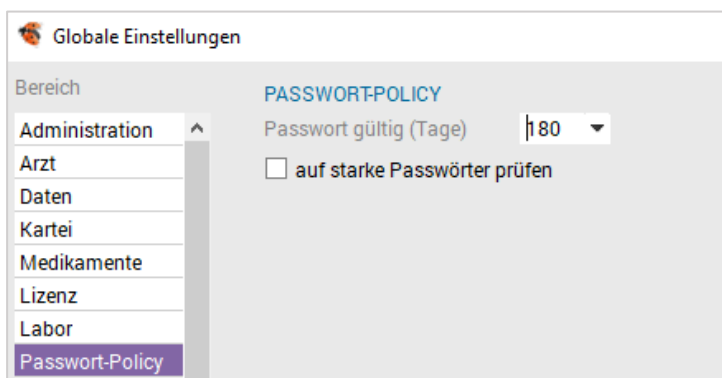 Globale Einstellungen
Bereich
Administration
Arzt
Daten
Kartei
Medikamente
Lizenz
Labor
Passwort-Policy
PASSWORT-POLICY
Passwort gültig (Tage) 180
auf starke Passwörter prüfen